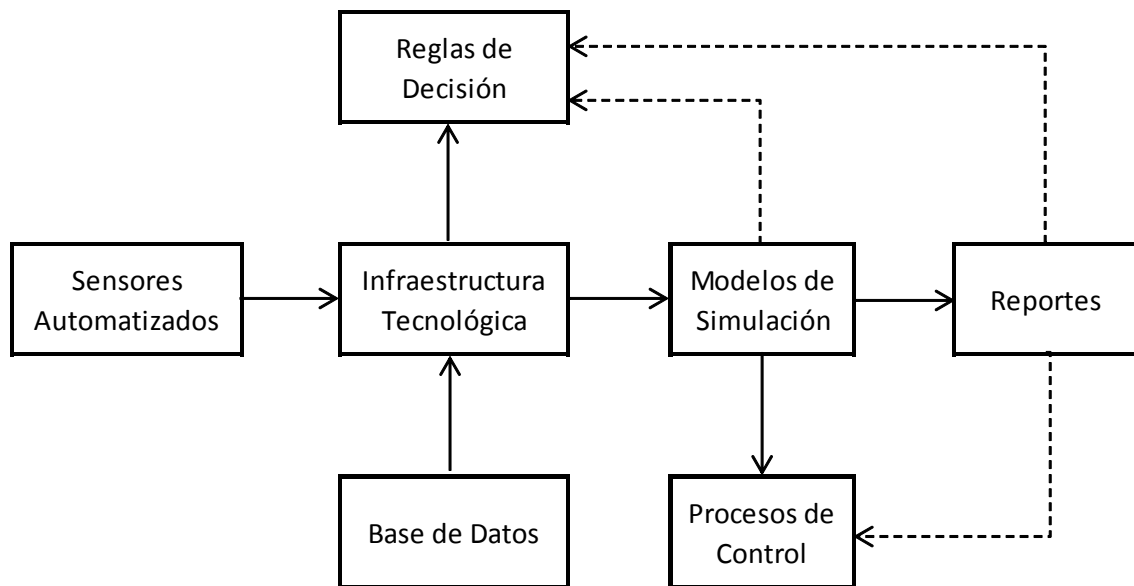 Reglas de
Decisión
Sensores
Automatizados
Infraestructura
Tecnológica
Modelos de
Simulación
Reportes
Base de Datos
Procesos de
Control